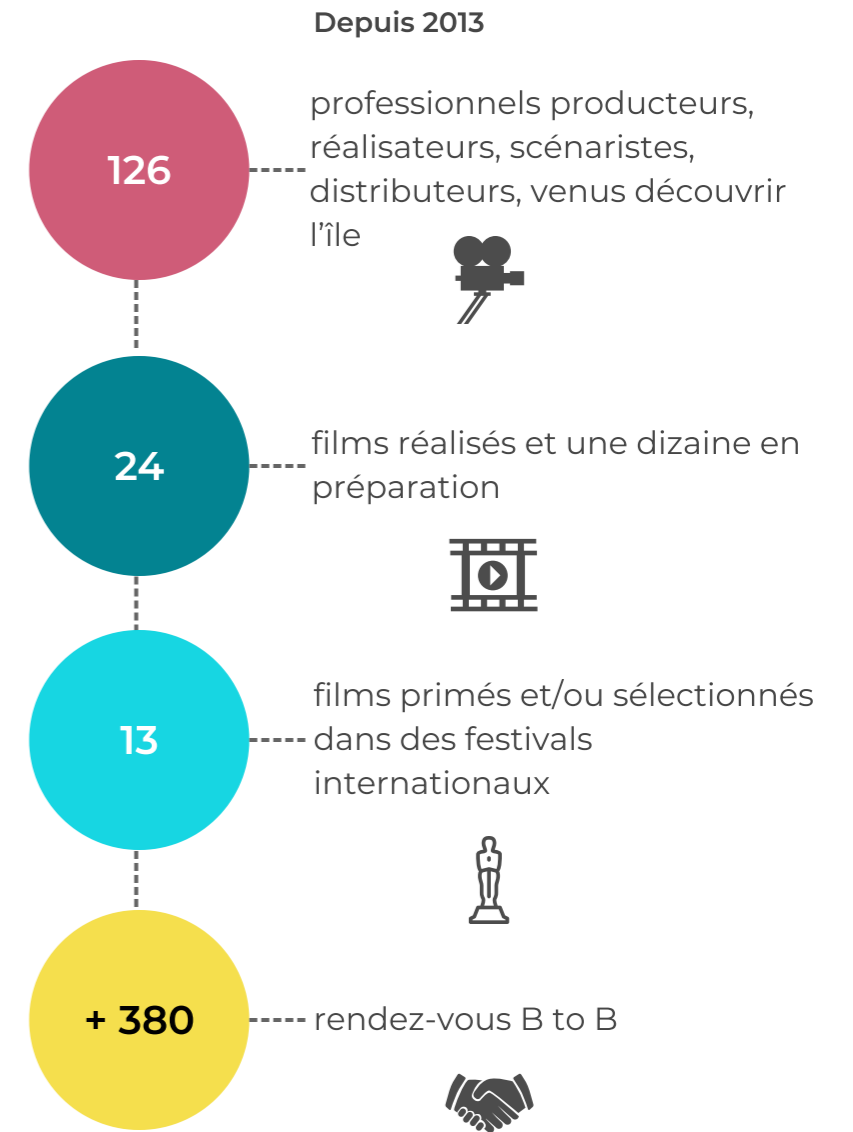 Depuis 2013
126
professionnels producteurs,
réalisateurs, scénaristes,
distributeurs, venus découvrir
l’île
24
films réalisés et une dizaine en
préparation
13
films primés et/ou sélectionnés
dans des festivals
internationaux
+ 380
rendez-vous B to B